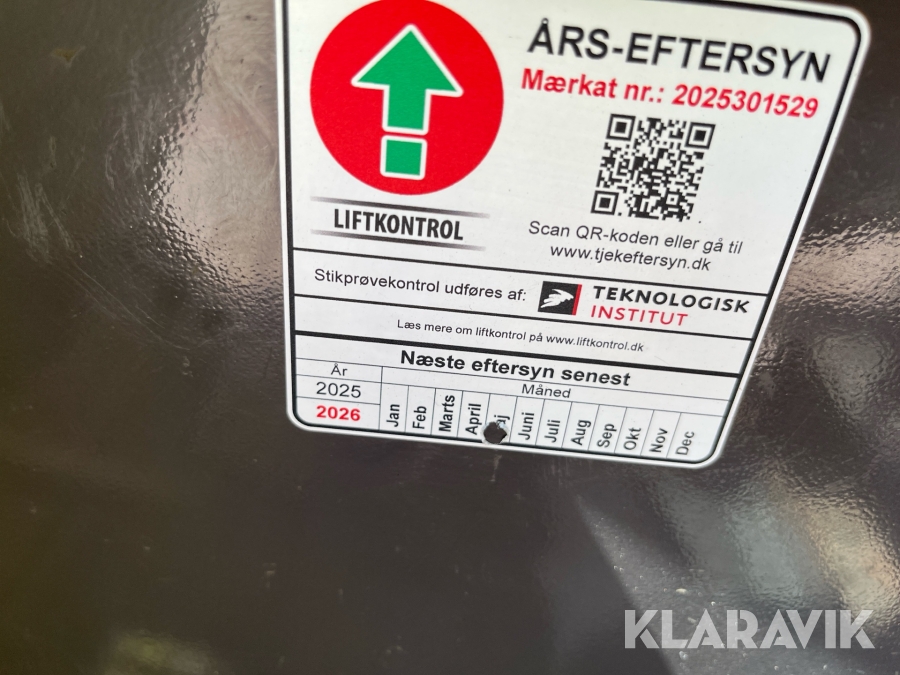 ÅRS-EFTERSYN
Mærkat nr.: 2025301529
LIFTKONTROL
Scan QR-koden eller gå til
www.tjekeftersyn.dk
Stikprøvekontrol udføres af:
TEKNOLOGISK
INSTITUT
Læs mere om liftkontrol på www.liftkontrol.dk
Næste eftersyn senest
År Måned
2025
2026 Jan Feb Marts April aj Juni Juli Aug Sep Okt Nov Dec
KLARAVIK